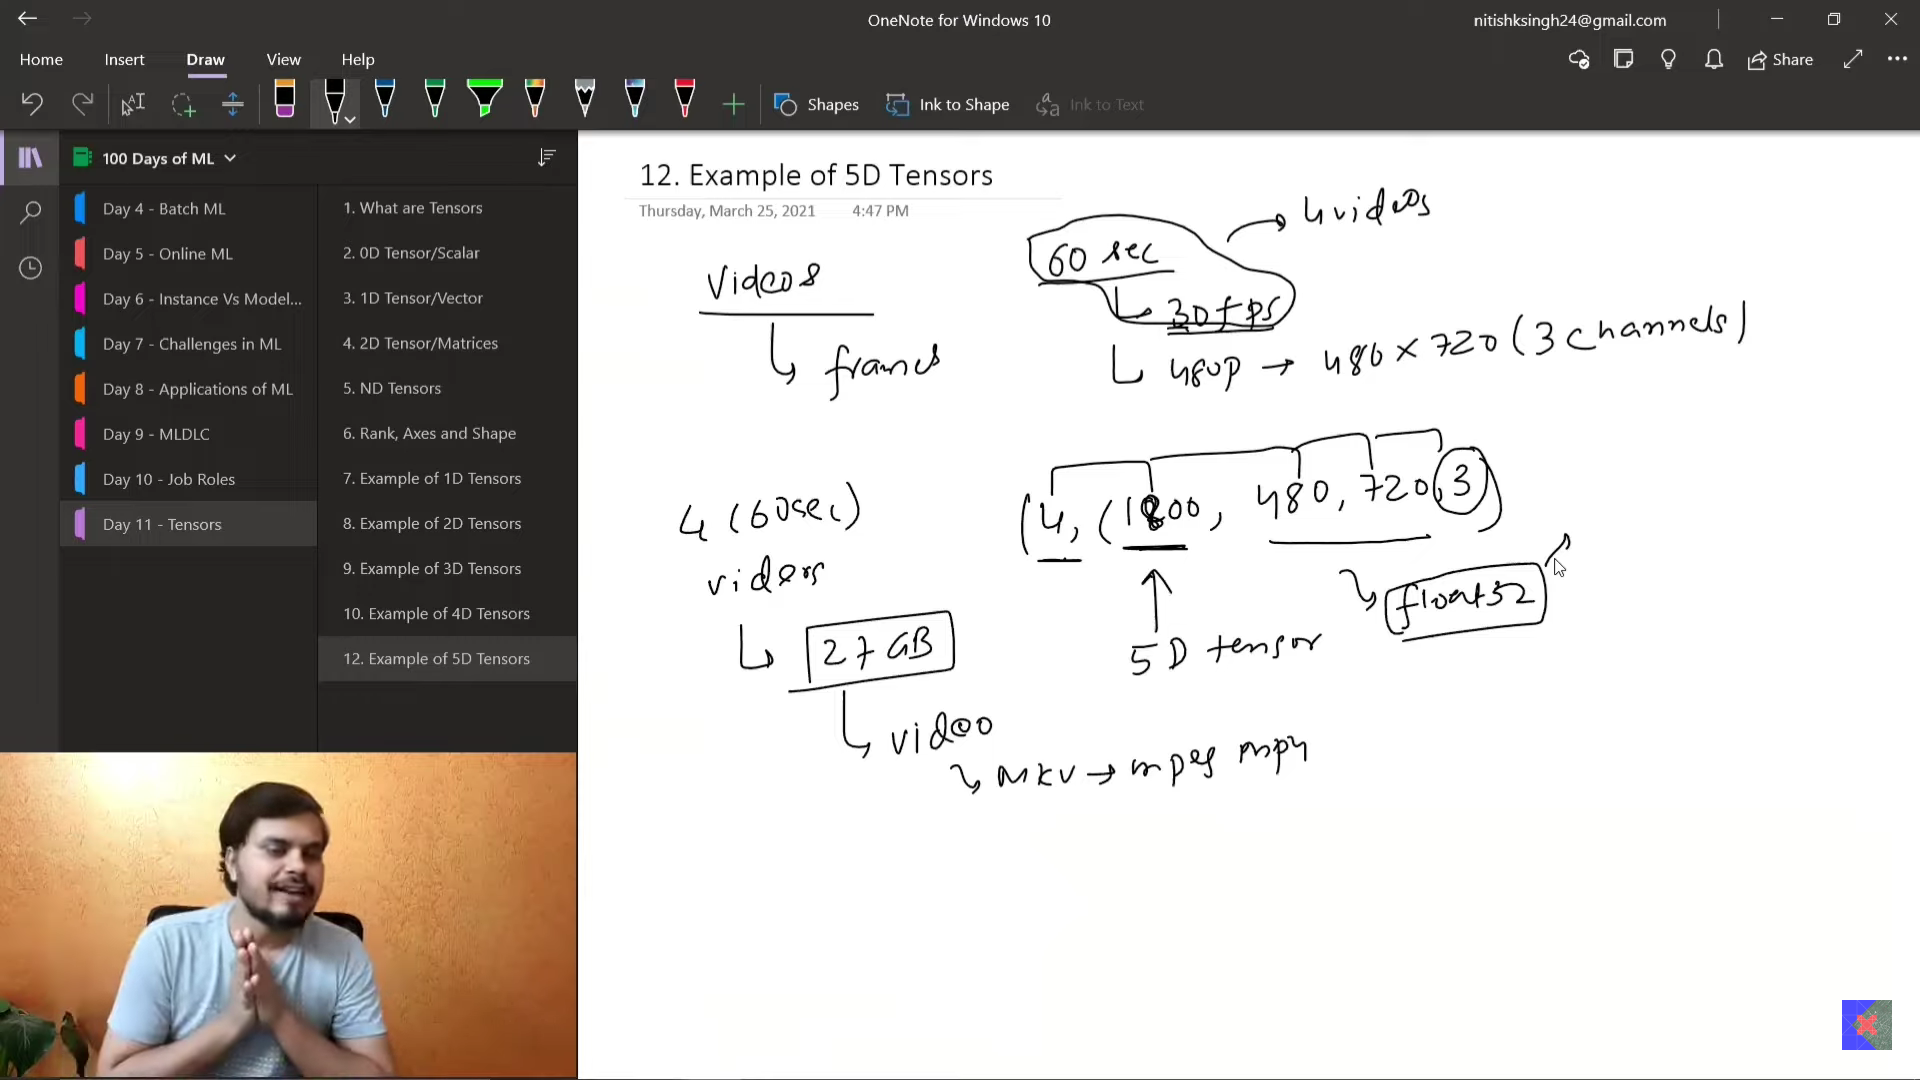 OneNote for Windows 10
nitishksingh24@gmail.com
Home Insert Draw View Help
Share
Shapes Ink to Shape Ink to Text
100 Days of ML
Day 4 - Batch ML
Day 5 - Online ML
Day 6 - Instance Vs Model...
Day 7 - Challenges in ML
Day 8 - Applications of ML
Day 9 - MLDLC
Day 10 - Job Roles
Day 11 - Tensors
1. What are Tensors
2. 0D Tensor/Scalar
3. 1D Tensor/Vector
4. 2D Tensor/Matrices
5. ND Tensors
6. Rank, Axes and Shape
7. Example of 1D Tensors
8. Example of 2D Tensors
9. Example of 3D Tensors
10. Example of 4D Tensors
12. Example of 5D Tensors
12. Example of 5D Tensors
Thursday, March 25, 2021 4:47 PM
Videos
frames
60 sec
4 videos
30 fps
480p → 480 × 720 (3 channels)
4 (60sec)
videos
27 GB
video
MKV → mpeg mp4
(4, (1800, 480, 720, 3)
float32
5D tensor